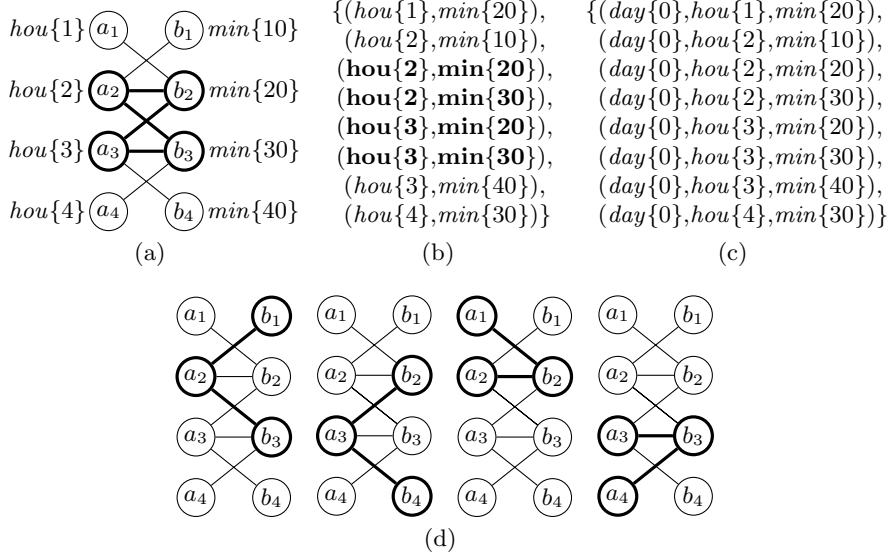 hou{1} a1 b1 min{10}
hou{2} a2 b2 min{20}
hou{3} a3 b3 min{30}
hou{4} a4 b4 min{40}
(a)
{(hou{1},min{20}),
(hou{2},min{10}),
(hou{2},min{20}),
(hou{2},min{30}),
(hou{3},min{20}),
(hou{3},min{30}),
(hou{3},min{40}),
(hou{4},min{30})}
(b)
{(day{0},hou{1},min{20}),
(day{0},hou{2},min{10}),
(day{0},hou{2},min{20}),
(day{0},hou{2},min{30}),
(day{0},hou{3},min{20}),
(day{0},hou{3},min{30}),
(day{0},hou{3},min{40}),
(day{0},hou{4},min{30})}
(c)
a1 b1 a1 b1 a1 b1 a1 b1
a2 b2 a2 b2 a2 b2 a2 b2
a3 b3 a3 b3 a3 b3 a3 b3
a4 b4 a4 b4 a4 b4 a4 b4
(d)